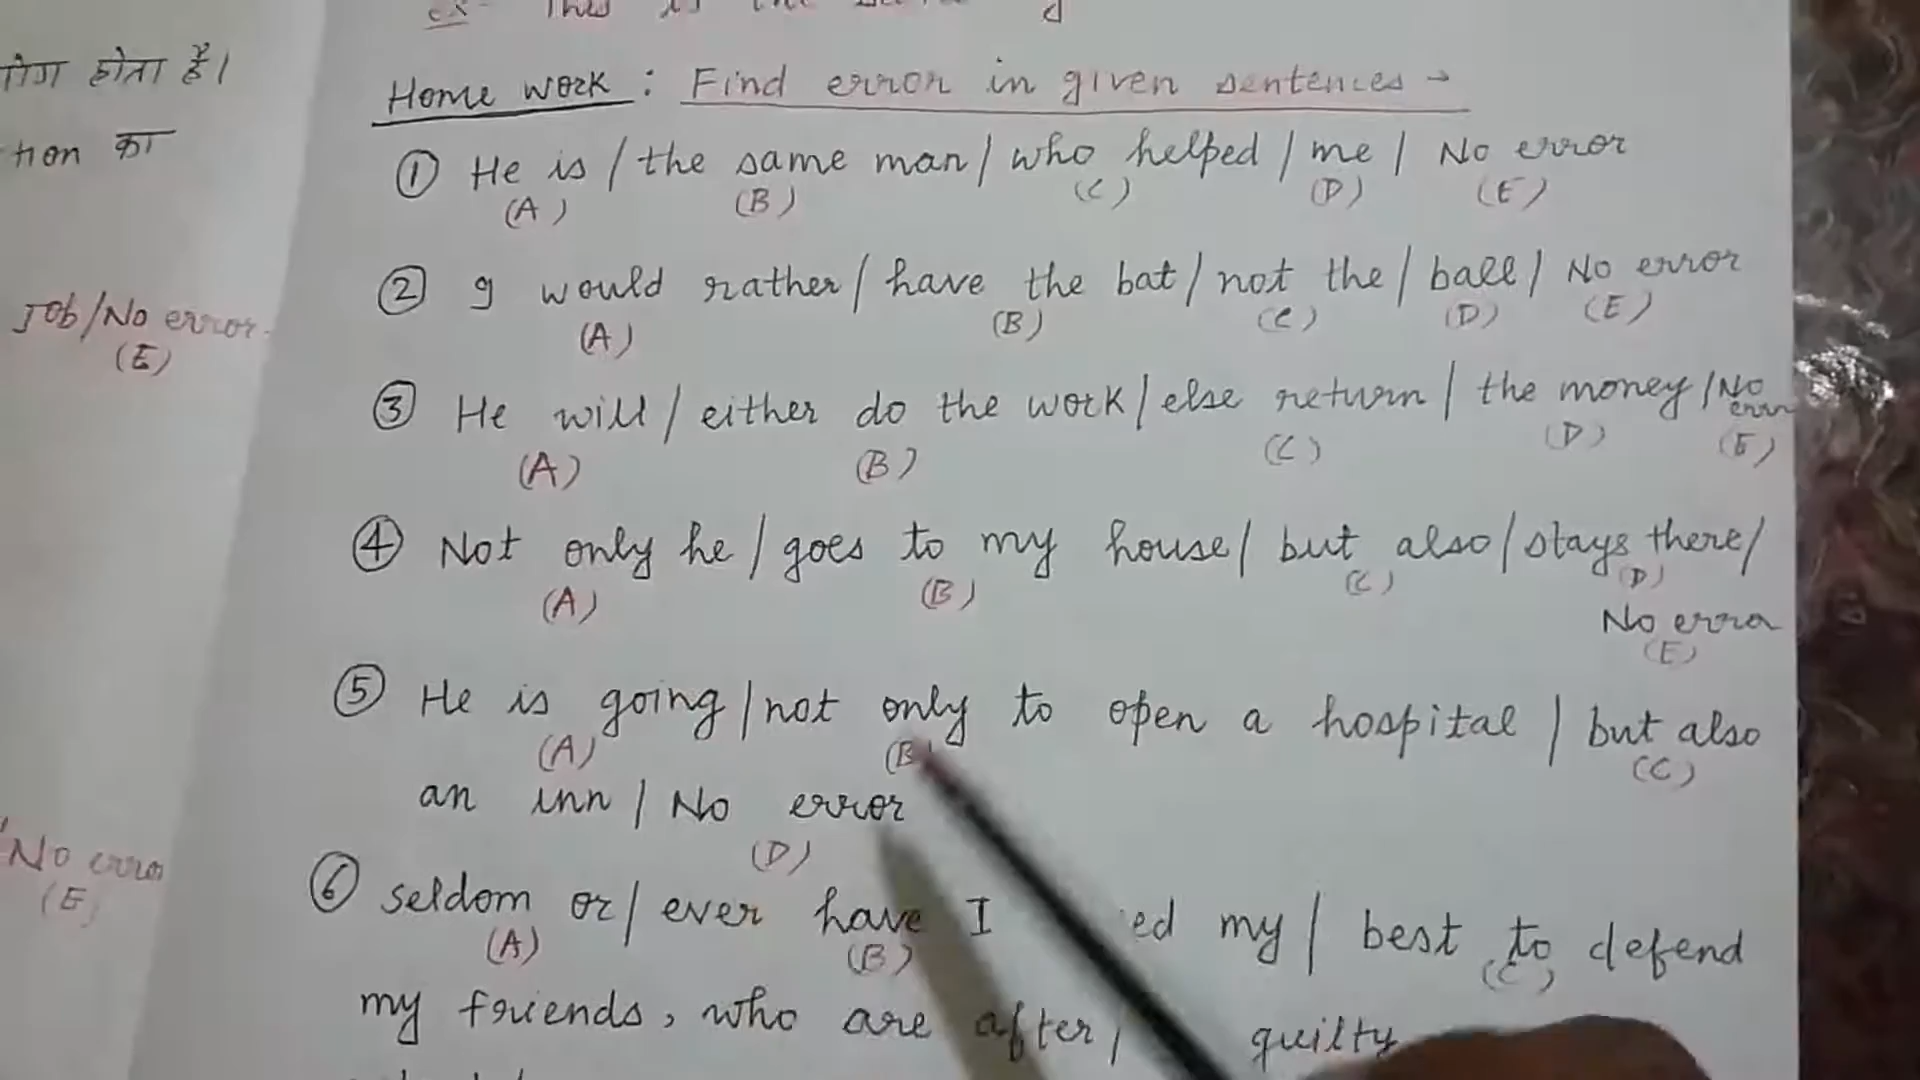 ex- This is the
होता है।
tion का
Job/No error.
(E)
No error
(E)
Home work : Find error in given sentences →
① He is / the same man / who helped / me / No error
(A) (B) (C) (D) (E)
② I would rather / have the bat / not the / ball / No error
(A) (B) (C) (D) (E)
③ He will / either do the work / else return / the money / No error
(A) (B) (C) (D) (E)
④ Not only he / goes to my house / but also / stays there /
(A) (B) (C) (D)
No error
(E)
⑤ He is going / not only to open a hospital / but also
(A) (B) (C)
an inn / No error
(D)
⑥ seldom or / ever have I my / best to defend
(A) (B) (C)
my friends, who are after / guilty